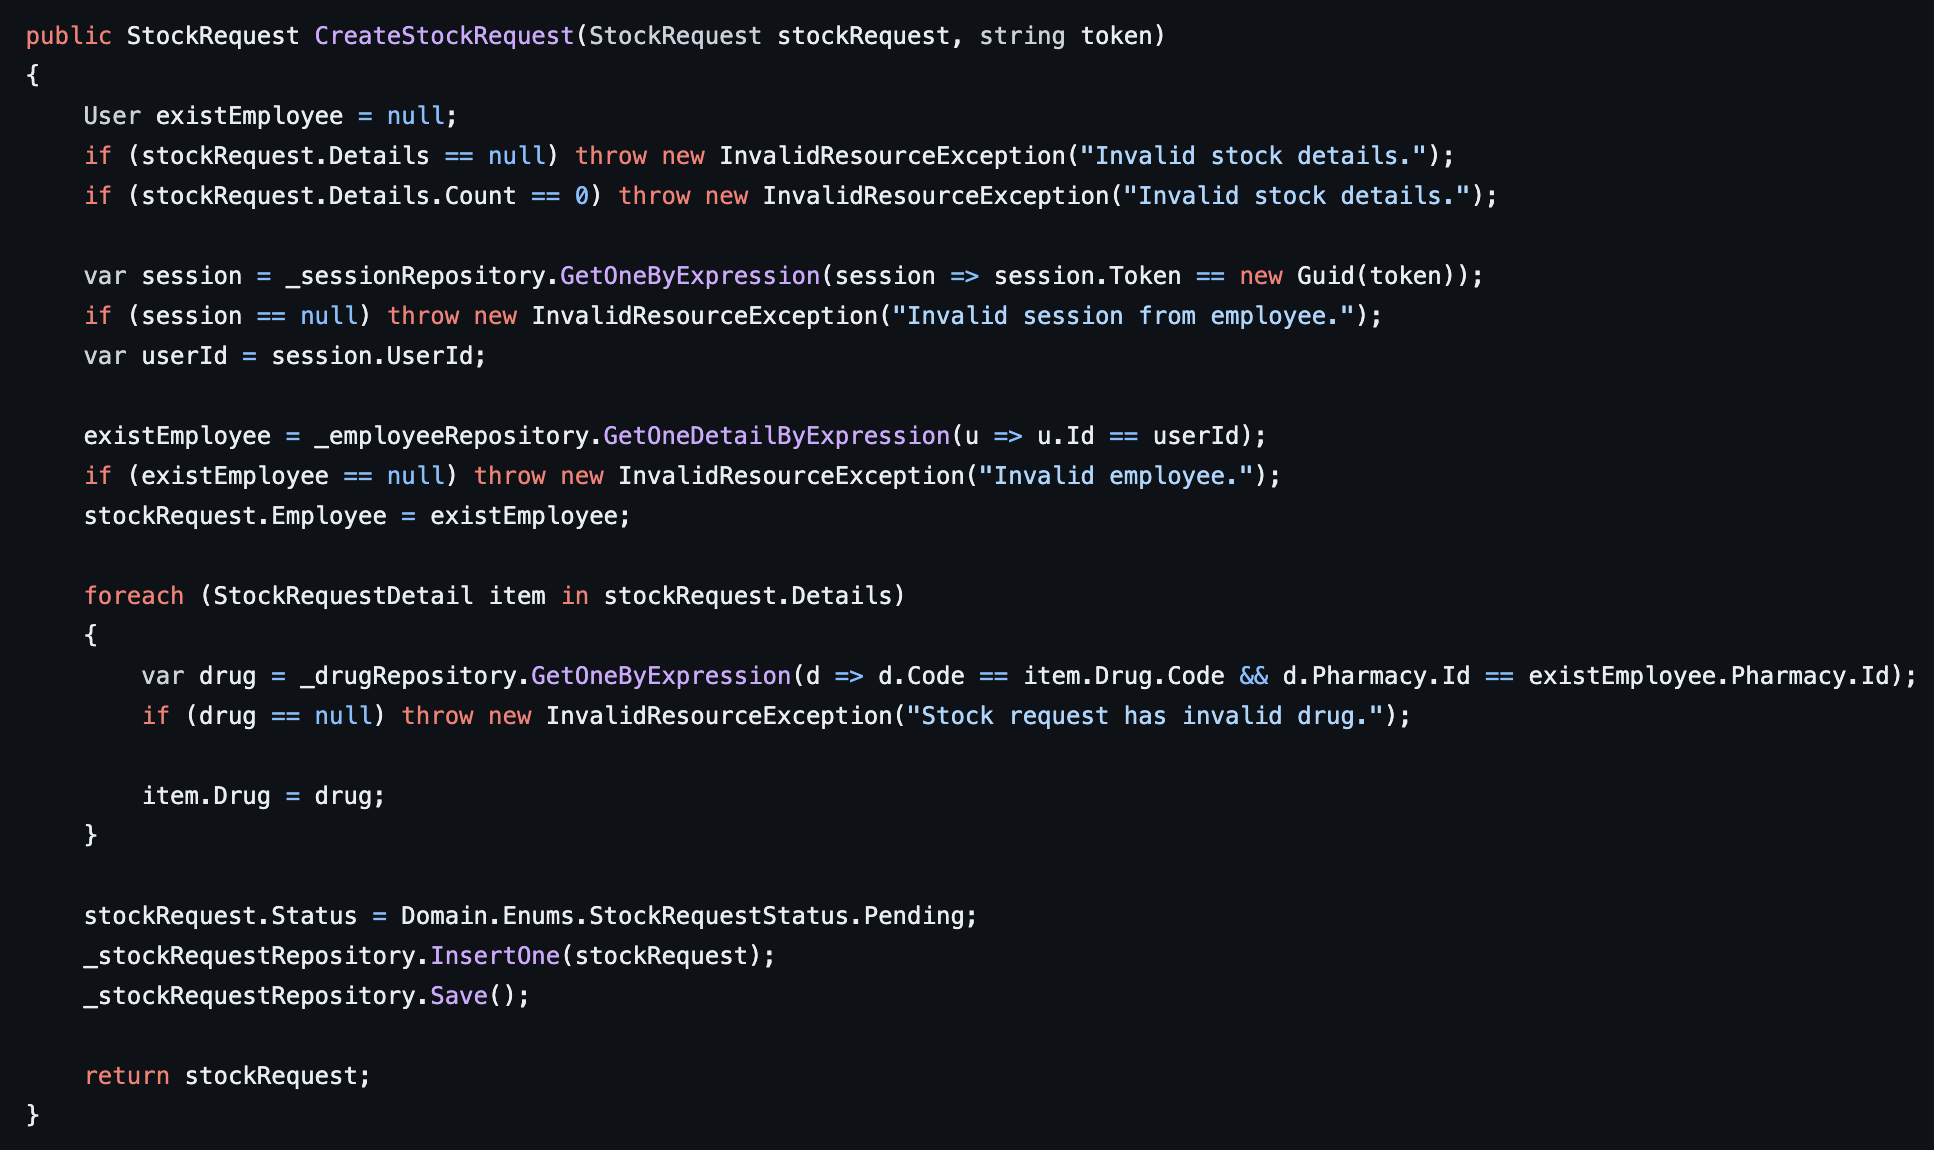 public StockRequest CreateStockRequest(StockRequest stockRequest, string token)
{
    User existEmployee = null;
    if (stockRequest.Details == null) throw new InvalidResourceException("Invalid stock details.");
    if (stockRequest.Details.Count == 0) throw new InvalidResourceException("Invalid stock details.");

    var session = _sessionRepository.GetOneByExpression(session => session.Token == new Guid(token));
    if (session == null) throw new InvalidResourceException("Invalid session from employee.");
    var userId = session.UserId;

    existEmployee = _employeeRepository.GetOneDetailByExpression(u => u.Id == userId);
    if (existEmployee == null) throw new InvalidResourceException("Invalid employee.");
    stockRequest.Employee = existEmployee;

    foreach (StockRequestDetail item in stockRequest.Details)
    {
        var drug = _drugRepository.GetOneByExpression(d => d.Code == item.Drug.Code && d.Pharmacy.Id == existEmployee.Pharmacy.Id);
        if (drug == null) throw new InvalidResourceException("Stock request has invalid drug.");

        item.Drug = drug;
    }

    stockRequest.Status = Domain.Enums.StockRequestStatus.Pending;
    _stockRequestRepository.InsertOne(stockRequest);
    _stockRequestRepository.Save();

    return stockRequest;
}